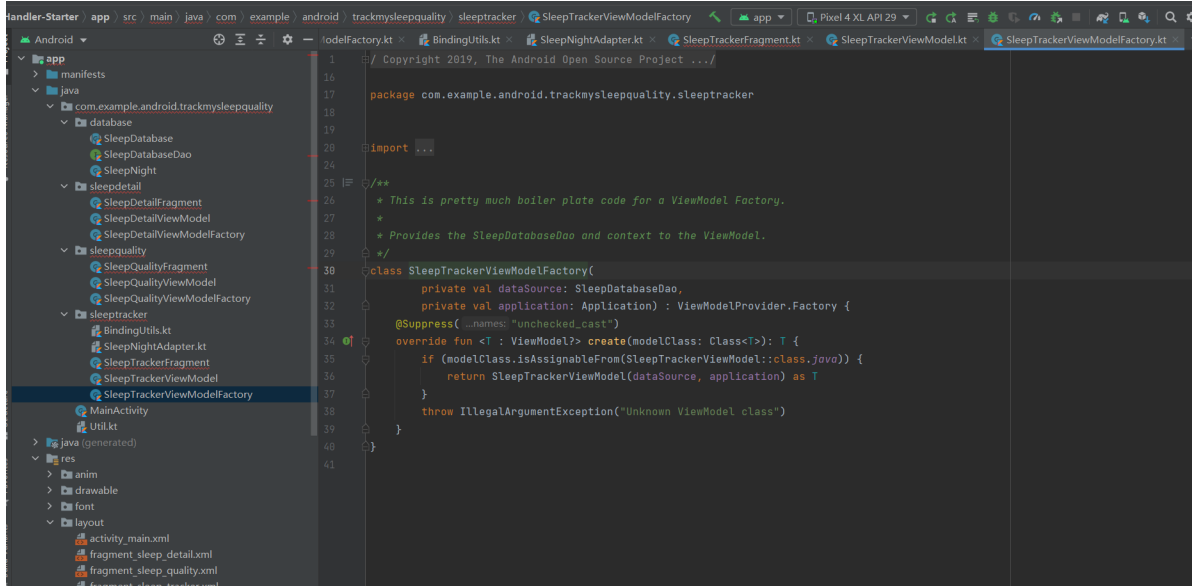 Handler-Starter app src main java com example android trackmysleepquality sleeptracker SleepTrackerViewModelFactory app Pixel 4 XL API 29
Android
odelFactory.kt BindingUtils.kt SleepNightAdapter.kt SleepTrackerFragment.kt SleepTrackerViewModel.kt SleepTrackerViewModelFactory.kt
app
manifests
java
com.example.android.trackmysleepquality
database
SleepDatabase
SleepDatabaseDao
SleepNight
sleepdetail
SleepDetailFragment
SleepDetailViewModel
SleepDetailViewModelFactory
sleepquality
SleepQualityFragment
SleepQualityViewModel
SleepQualityViewModelFactory
sleeptracker
BindingUtils.kt
SleepNightAdapter.kt
SleepTrackerFragment
SleepTrackerViewModel
SleepTrackerViewModelFactory
MainActivity
Util.kt
java (generated)
res
anim
drawable
font
layout
activity_main.xml
fragment_sleep_detail.xml
fragment_sleep_quality.xml
fragment_sleep_tracker.xml
1 / Copyright 2019, The Android Open Source Project .../
16
17 package com.example.android.trackmysleepquality.sleeptracker
18
19
20 import ...
24
25 /**
26 * This is pretty much boiler plate code for a ViewModel Factory.
27 *
28 * Provides the SleepDatabaseDao and context to the ViewModel.
29 */
30 class SleepTrackerViewModelFactory(
31 private val dataSource: SleepDatabaseDao,
32 private val application: Application) : ViewModelProvider.Factory {
33 @Suppress( ...names: "unchecked_cast")
34 override fun <T : ViewModel?> create(modelClass: Class<T>): T {
35 if (modelClass.isAssignableFrom(SleepTrackerViewModel::class.java)) {
36 return SleepTrackerViewModel(dataSource, application) as T
37 }
38 throw IllegalArgumentException("Unknown ViewModel class")
39 }
40 }
41